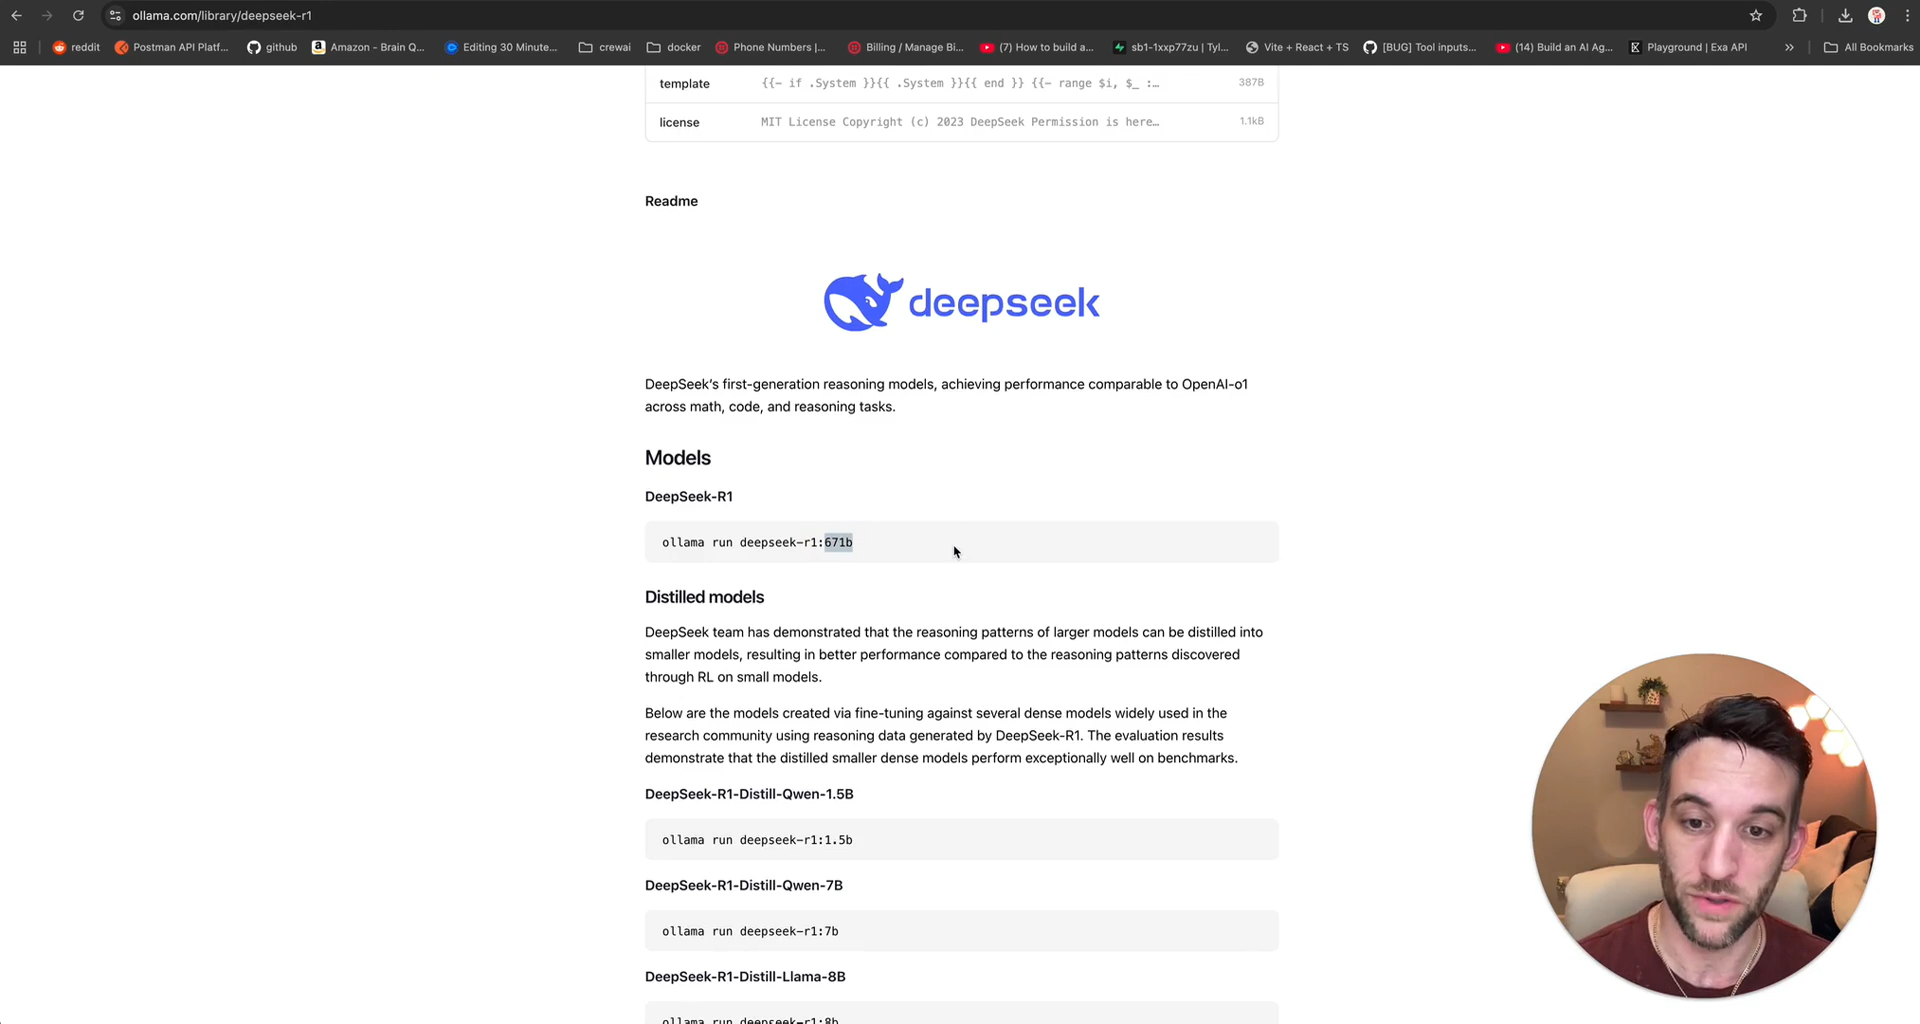 ollama.com/library/deepseek-r1
reddit
Postman API Platf...
github
Amazon - Brain Q...
Editing 30 Minute...
crewai
docker
Phone Numbers |...
Billing / Manage Bi...
(7) How to build a...
sb1-1xxp77zu | Tyl...
Vite + React + TS
[BUG] Tool inputs...
(14) Build an AI Ag...
Playground | Exa API
»
All Bookmarks
template {{- if .System }}{{ .System }}{{ end }} {{- range $i, $_ :… 387B
license MIT License Copyright (c) 2023 DeepSeek Permission is here… 1.1kB
Readme
deepseek
DeepSeek's first-generation reasoning models, achieving performance comparable to OpenAI-o1
across math, code, and reasoning tasks.
Models
DeepSeek-R1
ollama run deepseek-r1:671b
Distilled models
DeepSeek team has demonstrated that the reasoning patterns of larger models can be distilled into
smaller models, resulting in better performance compared to the reasoning patterns discovered
through RL on small models.
Below are the models created via fine-tuning against several dense models widely used in the
research community using reasoning data generated by DeepSeek-R1. The evaluation results
demonstrate that the distilled smaller dense models perform exceptionally well on benchmarks.
DeepSeek-R1-Distill-Qwen-1.5B
ollama run deepseek-r1:1.5b
DeepSeek-R1-Distill-Qwen-7B
ollama run deepseek-r1:7b
DeepSeek-R1-Distill-Llama-8B
ollama run deepseek-r1:8b